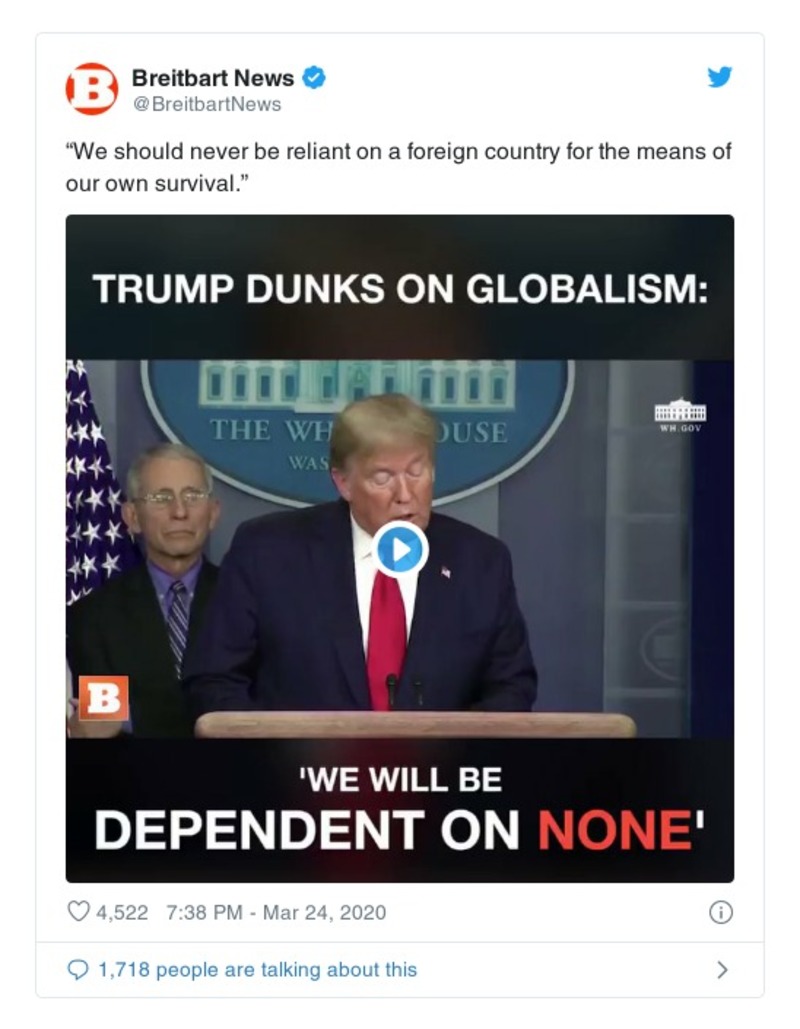 Breitbart News
@BreitbartNews
“We should never be reliant on a foreign country for the means of
our own survival.”
TRUMP DUNKS ON GLOBALISM:
THE WH OUSE
WAS
WH.GOV
B
'WE WILL BE
DEPENDENT ON NONE'
4,522 7:38 PM - Mar 24, 2020
1,718 people are talking about this